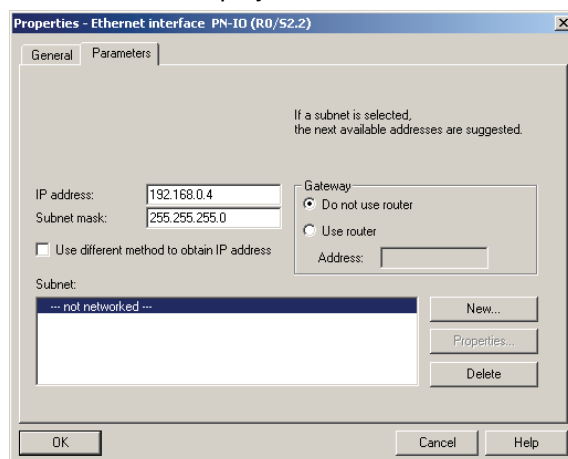 Properties - Ethernet interface PN-IO (R0/S2.2)
General Parameters
If a subnet is selected,
the next available addresses are suggested.
IP address: 192.168.0.4
Subnet mask: 255.255.255.0
Use different method to obtain IP address
Gateway
Do not use router
Use router
Address:
Subnet:
--- not networked ---
New...
Properties...
Delete
OK Cancel Help